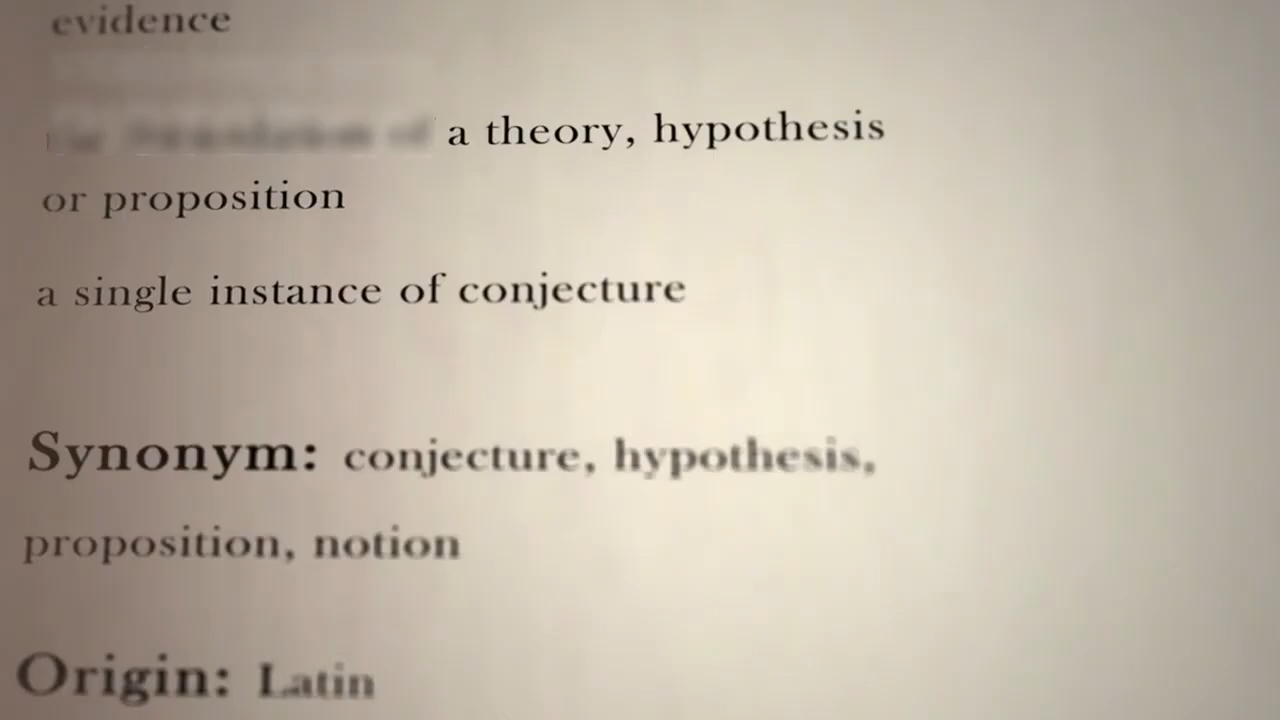 evidence
a theory, hypothesis
or proposition
a single instance of conjecture
Synonym: conjecture, hypothesis,
proposition, notion
Origin: Latin